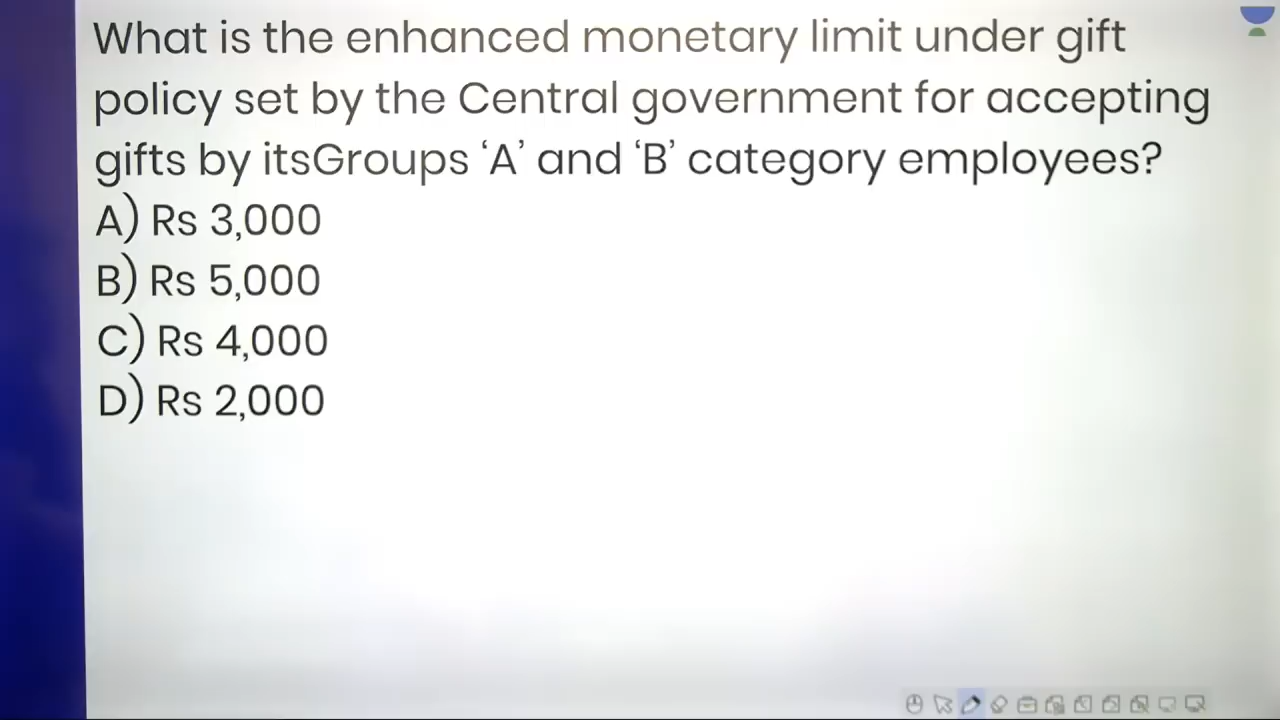 What is the enhanced monetary limit under gift
policy set by the Central government for accepting
gifts by itsGroups ‘A’ and ‘B’ category employees?
A) Rs 3,000
B) Rs 5,000
C) Rs 4,000
D) Rs 2,000